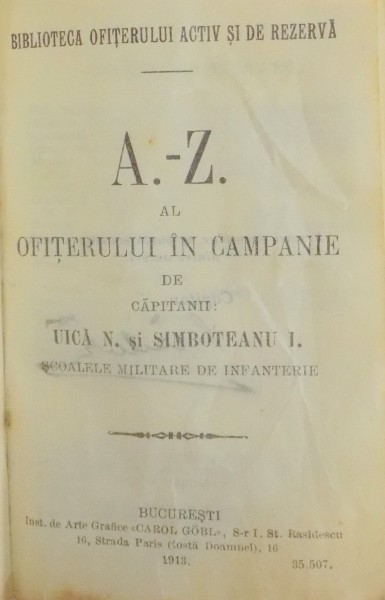 BIBLIOTECA OFIȚERULUI ACTIV ȘI DE REZERVĂ
A.-Z.
AL
OFIȚERULUI ÎN CAMPANIE
DE
CĂPITANII:
UICĂ N. și SIMBOTEANU I.
ȘCOALELE MILITARE DE INFANTERIE
BUCUREȘTI
Inst. de Arte Grafice «CAROL GÖBL», S-r I. St. Rasidescu
16, Strada Paris (fostă Doamnei), 16
1913.
35.507.